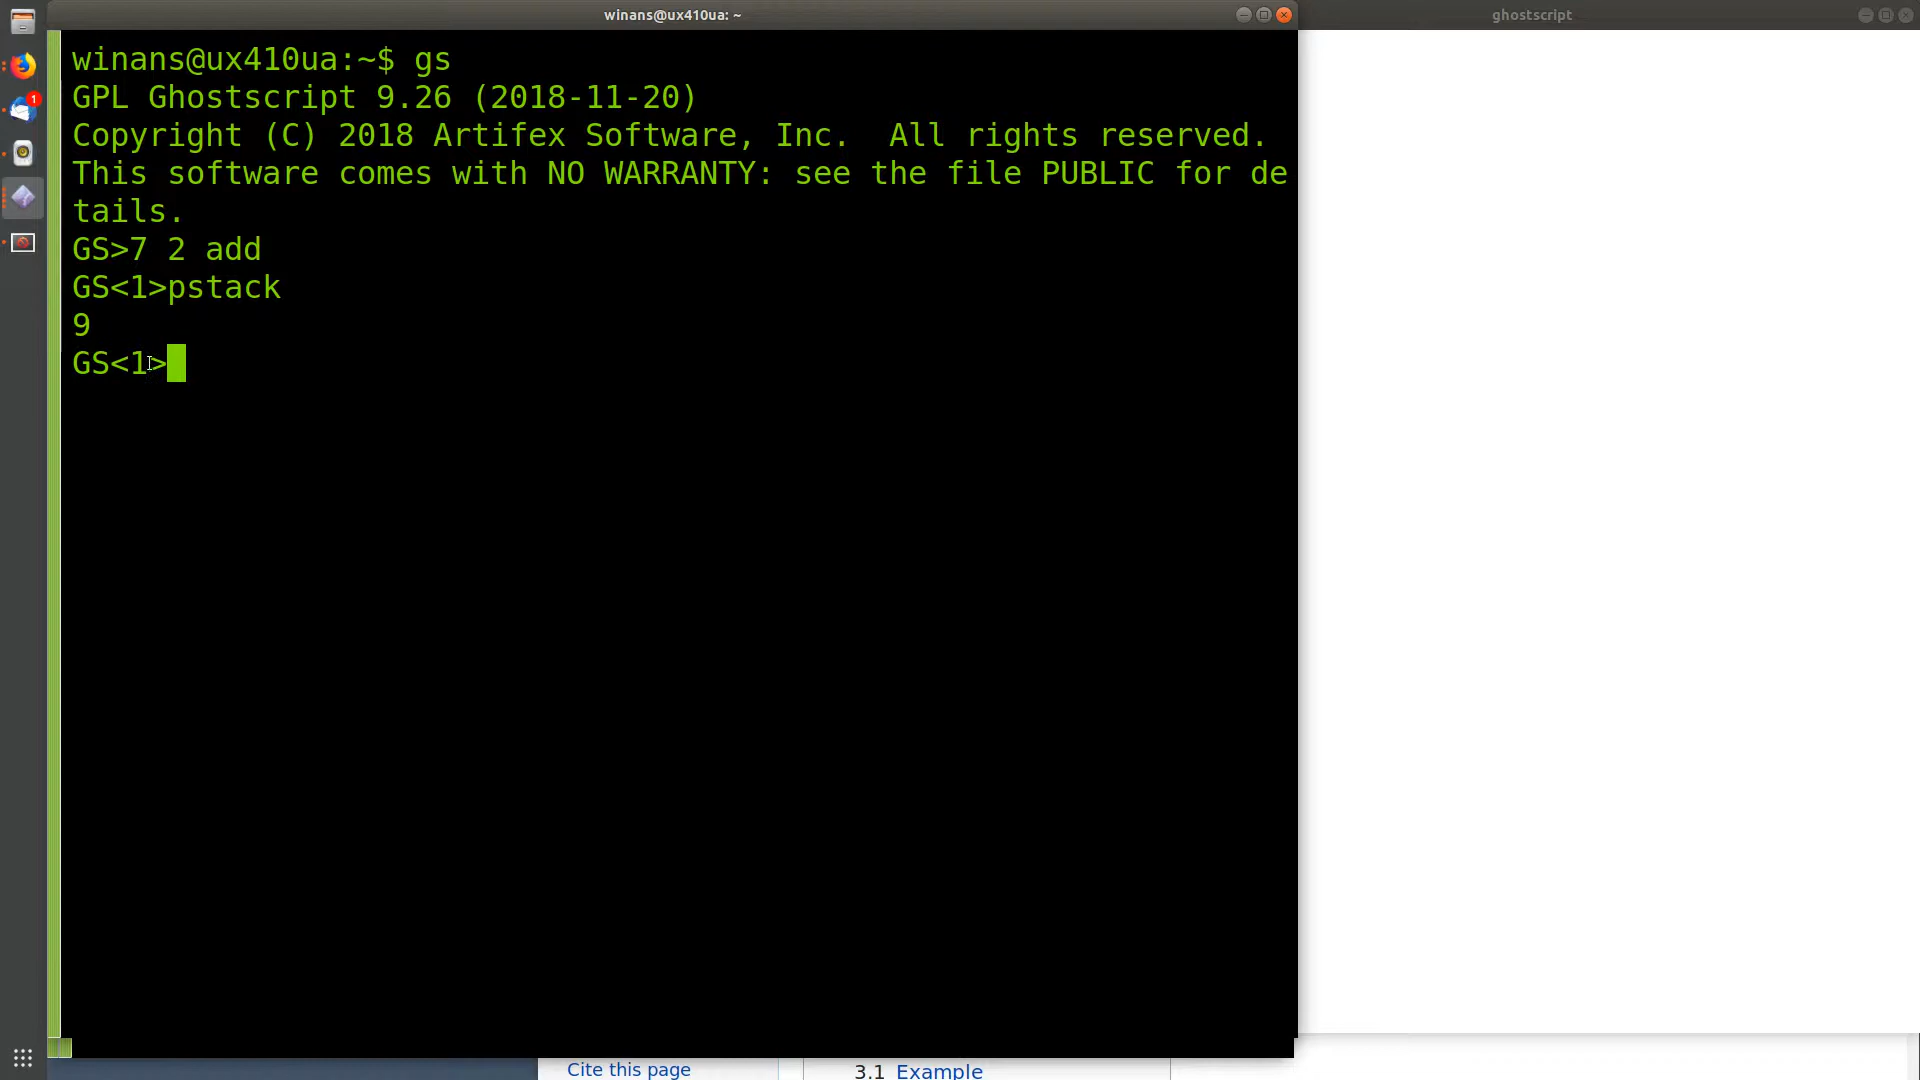 winans@ux410ua: ~
ghostscript
1
winans@ux410ua:~$ gs
GPL Ghostscript 9.26 (2018-11-20)
Copyright (C) 2018 Artifex Software, Inc.  All rights reserved.
This software comes with NO WARRANTY: see the file PUBLIC for de
tails.
GS>7 2 add
GS<1>pstack
9
GS<1>
Cite this page
3.1 Example